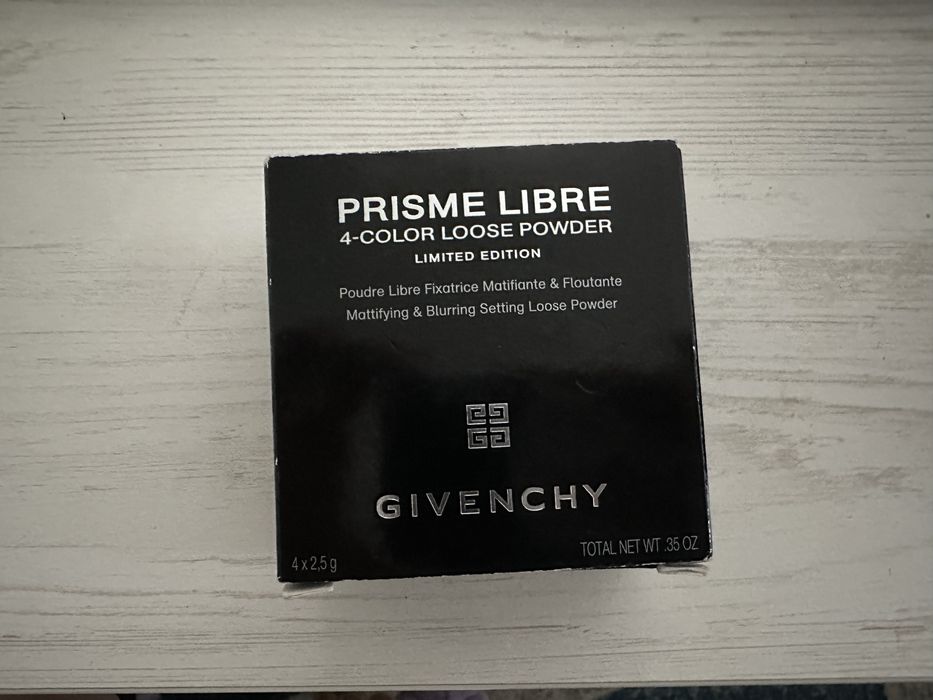 PRISME LIBRE
4-COLOR LOOSE POWDER
LIMITED EDITION
Poudre Libre Fixatrice Matifiante & Floutante
Mattifying & Blurring Setting Loose Powder
GIVENCHY
4 x 2,5 g
TOTAL NET WT .35 OZ